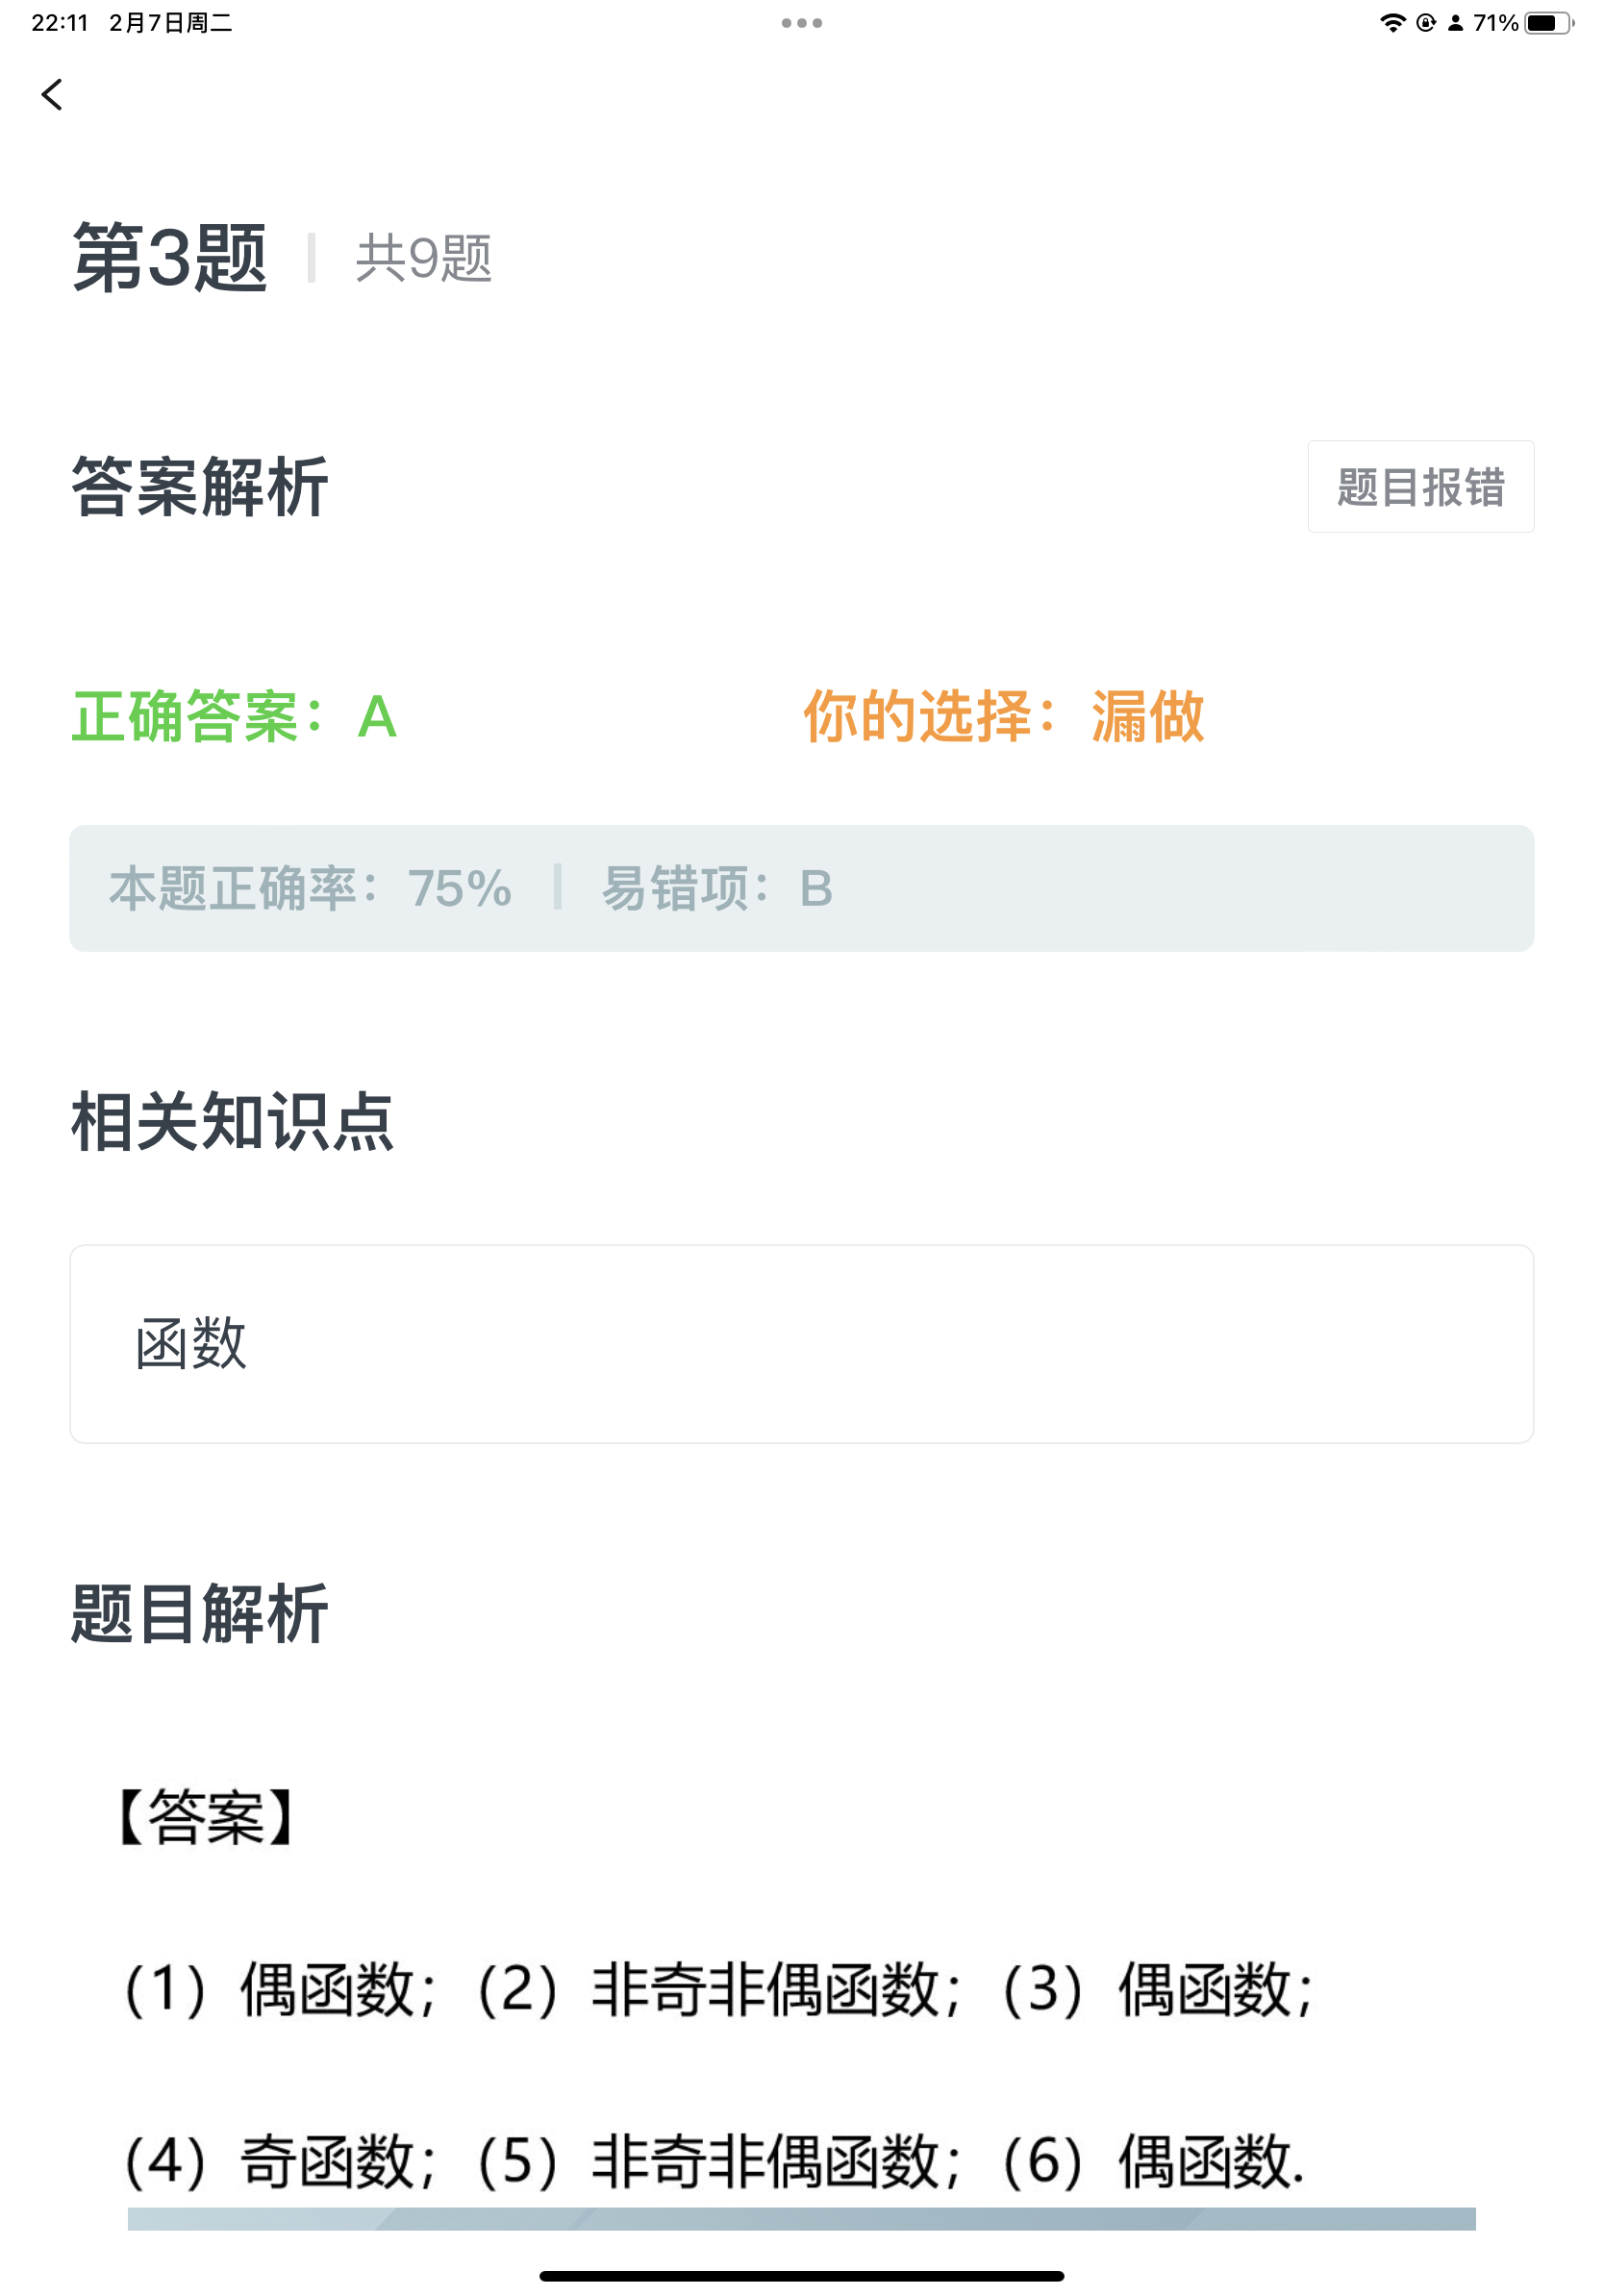 22:11 2月7日周二
71%
第3题 共9题
答案解析 题目报错
正确答案：A 你的选择：漏做
本题正确率：75% 易错项：B
相关知识点
函数
题目解析
【答案】
（1）偶函数；（2）非奇非偶函数；（3）偶函数；
（4）奇函数；（5）非奇非偶函数；（6）偶函数.